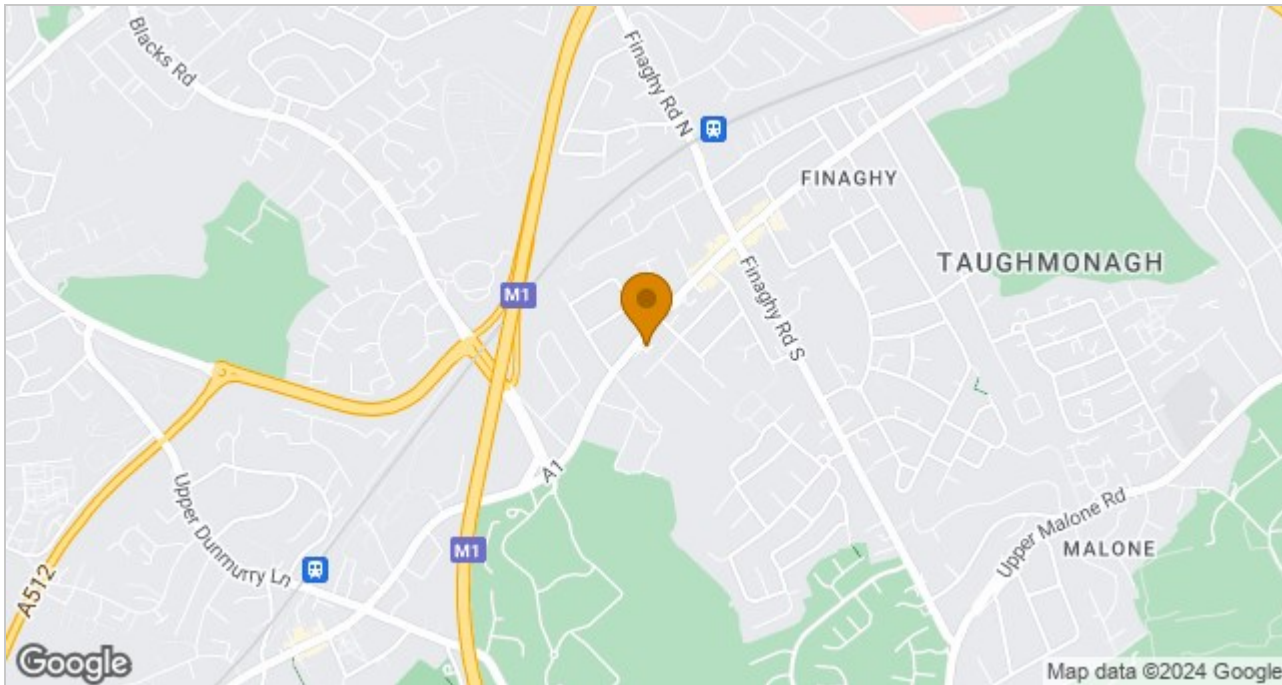 Blacks Rd
Finaghy Rd N
FINAGHY
TAUGHMONAGH
M1
Finaghy Rd S
A1
Upper Malone Rd
M1
MALONE
Upper Dunmurry Ln
A512
Google
Map data ©2024 Google